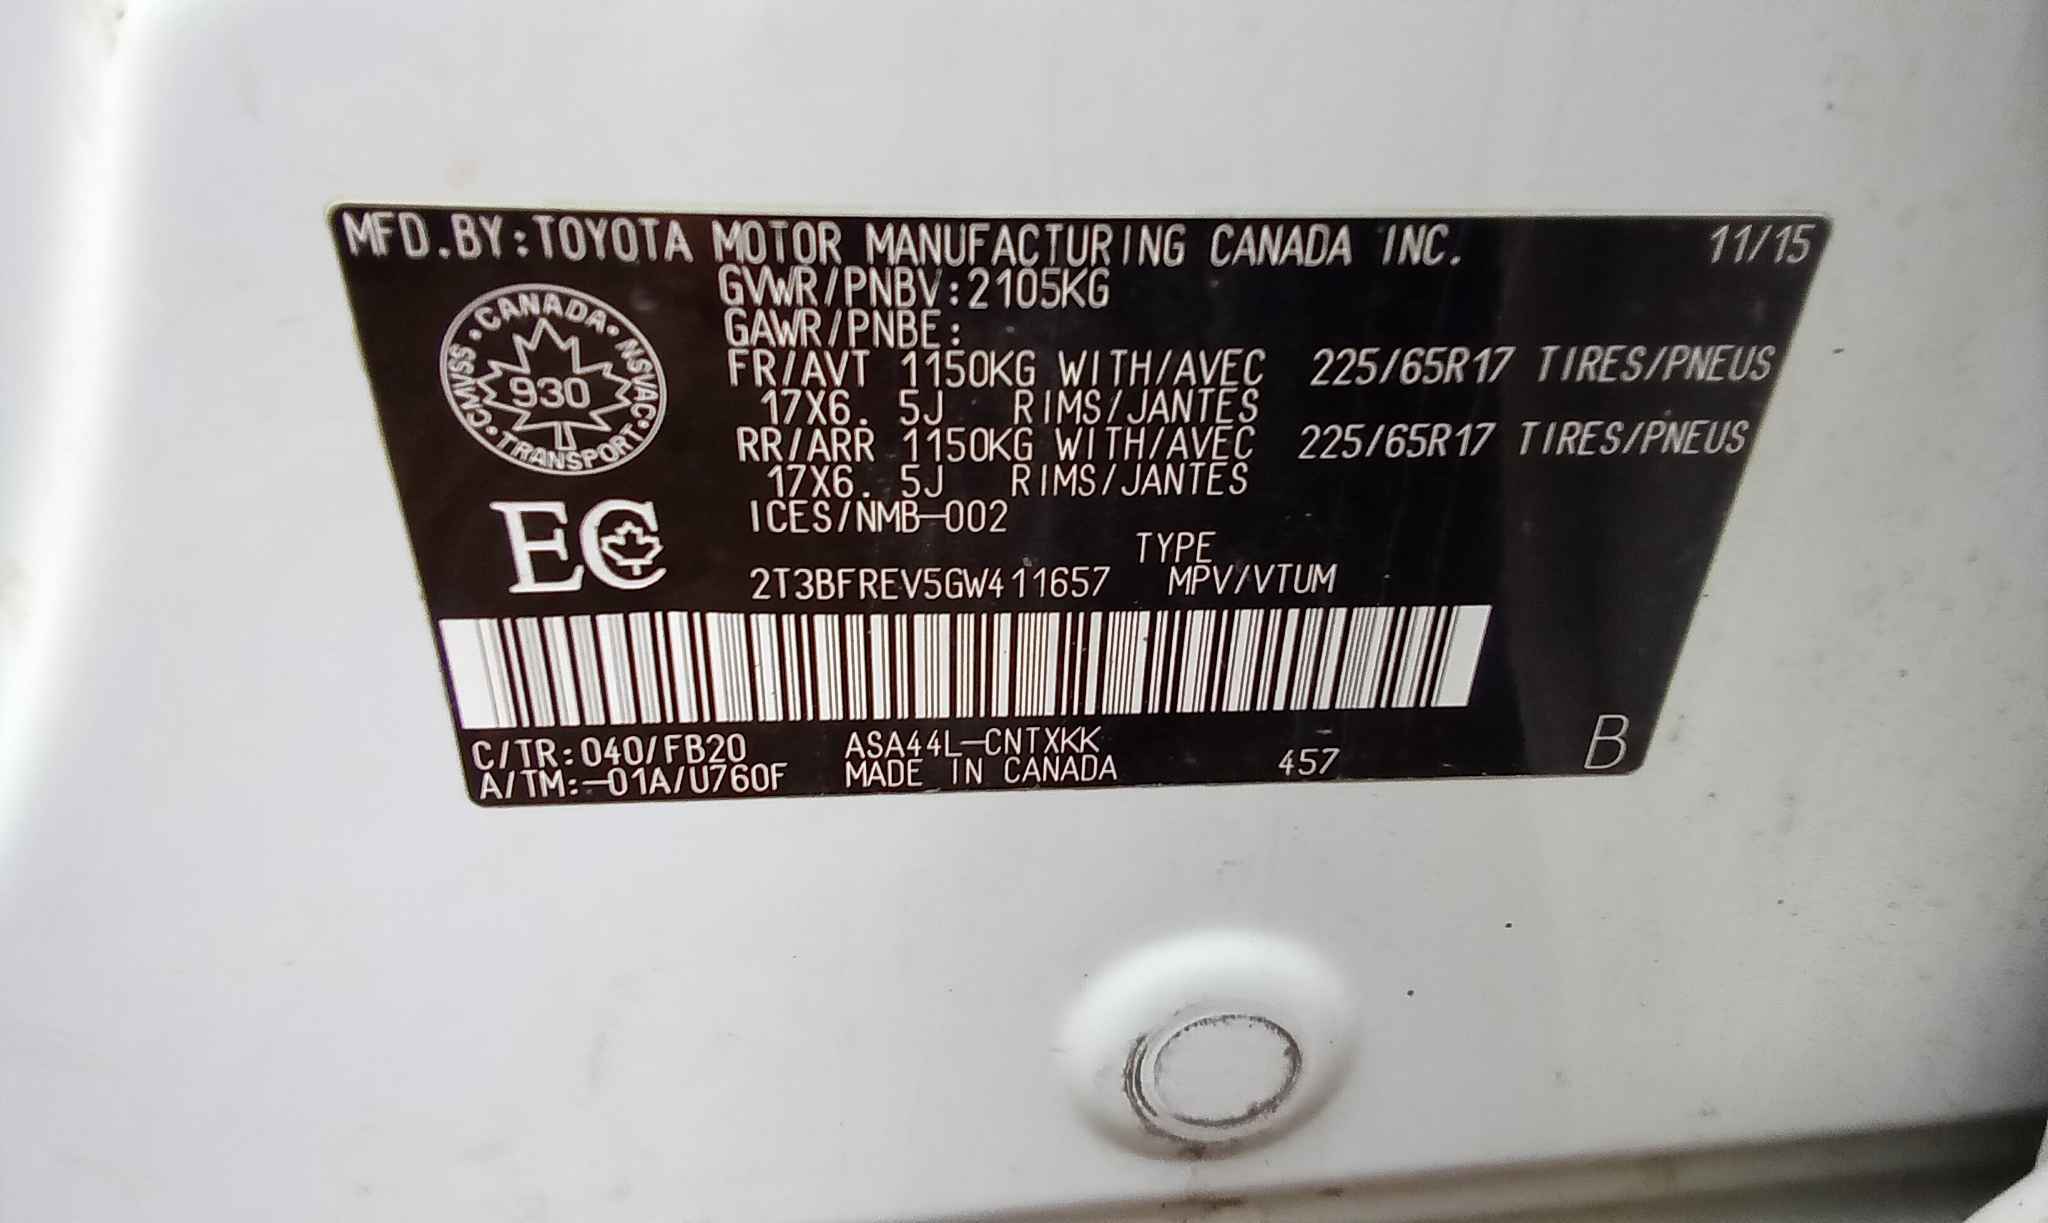 MFD.BY:TOYOTA MOTOR MANUFACTURING CANADA INC. 11/15
GVWR/PNBV:2105KG
GAWR/PNBE:
FR/AVT 1150KG WITH/AVEC 225/65R17 TIRES/PNEUS
17X6. 5J RIMS/JANTES
RR/ARR 1150KG WITH/AVEC 225/65R17 TIRES/PNEUS
17X6. 5J RIMS/JANTES
ICES/NMB-002
CANADA · NSVAC · TRANSPORT · CMVSS ·
930
EC
TYPE
2T3BFREV5GW411657 MPV/VTUM
C/TR:040/FB20 ASA44L-CNTXKK
A/TM:-01A/U760F MADE IN CANADA 457 B